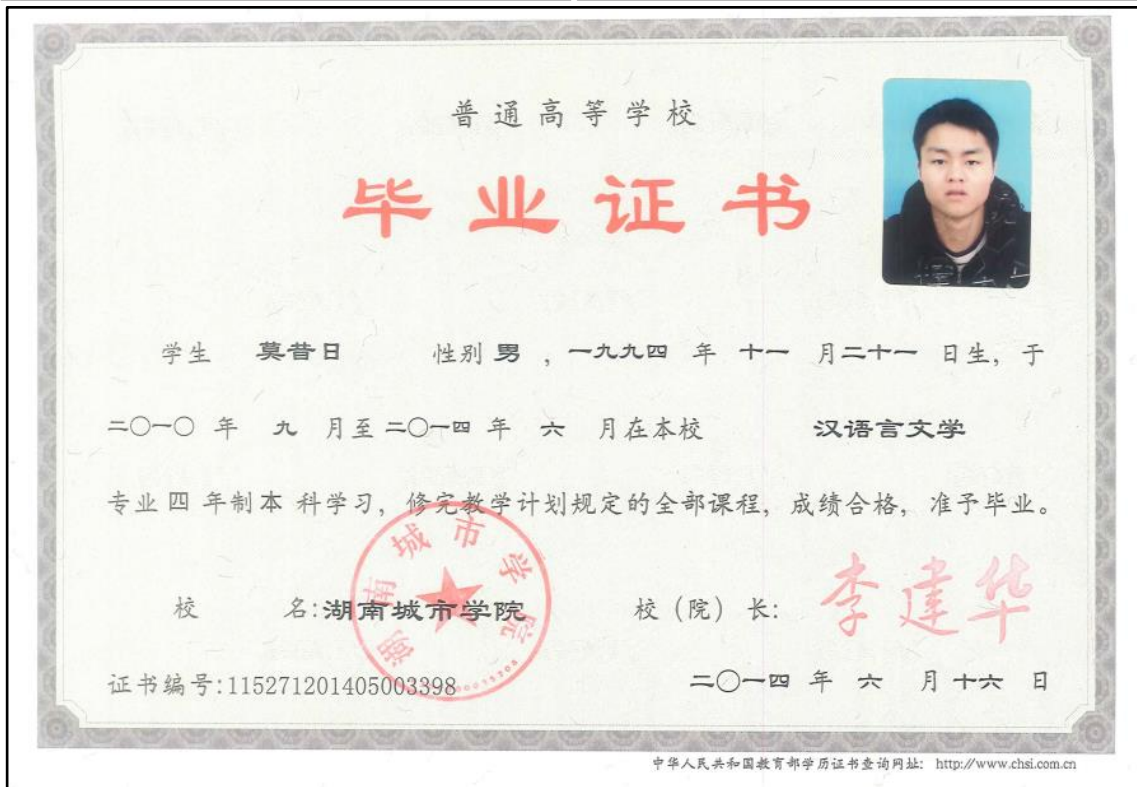 普通高等学校
毕业证书
学生 莫昔日 性别 男 ，一九九四 年 十一 月二十一 日生，于
二〇一〇 年 九 月至二〇一四 年 六 月在本校 汉语言文学
专业 四 年制本 科学习，修完教学计划规定的全部课程，成绩合格，准予毕业。
湖南城市学院
校 名:湖南城市学院 校（院）长: 李建华
证书编号:115271201405003398 二〇一四 年 六 月十六 日
中华人民共和国教育部学历证书查询网址: http://www.chsi.com.cn